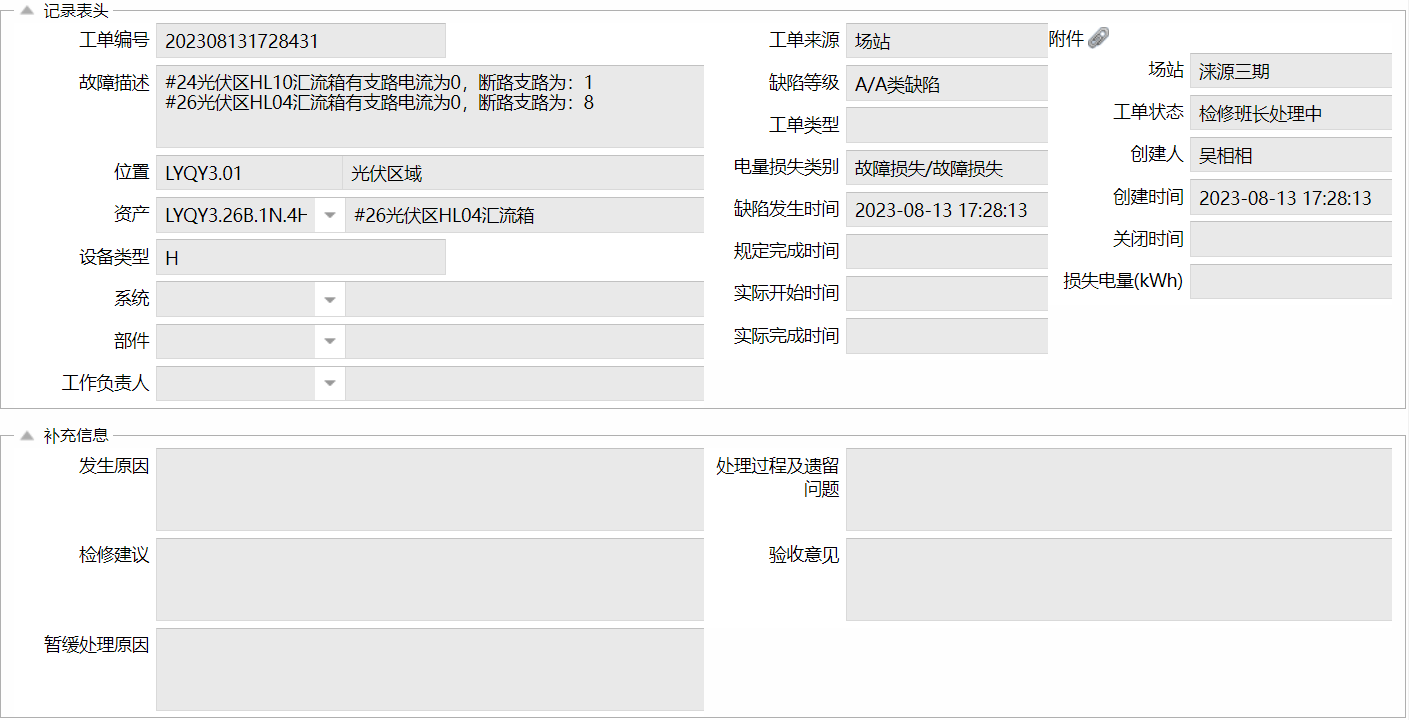 记录表头
工单编号 202308131728431
故障描述 #24光伏区HL10汇流箱有支路电流为0，断路支路为：1
#26光伏区HL04汇流箱有支路电流为0，断路支路为：8
位置 LYQY3.01 光伏区域
资产 LYQY3.26B.1N.4H #26光伏区HL04汇流箱
设备类型 H
系统
部件
工作负责人
工单来源 场站
缺陷等级 A/A类缺陷
工单类型
电量损失类别 故障损失/故障损失
缺陷发生时间 2023-08-13 17:28:13
规定完成时间
实际开始时间
实际完成时间
附件
场站 涞源三期
工单状态 检修班长处理中
创建人 吴相相
创建时间 2023-08-13 17:28:13
关闭时间
损失电量(kWh)
补充信息
发生原因
处理过程及遗留
问题
检修建议
验收意见
暂缓处理原因